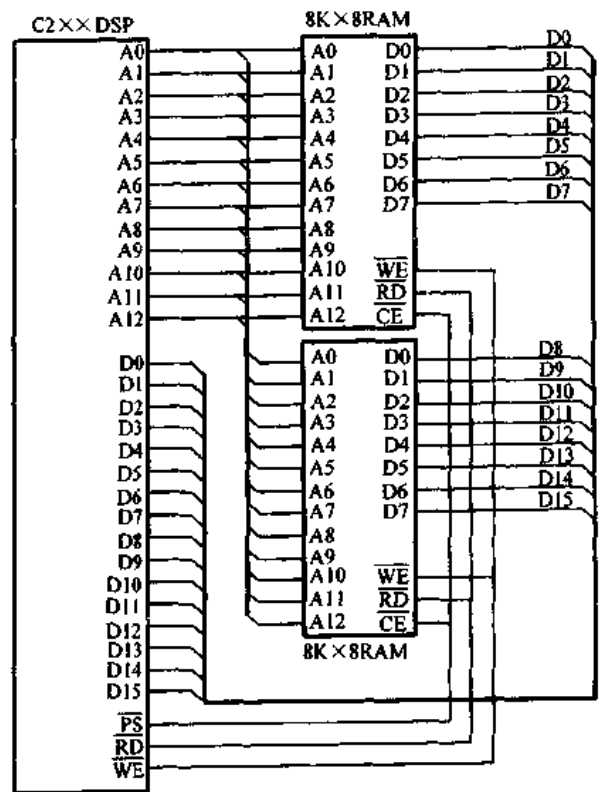 C2××DSP
A0
A1
A2
A3
A4
A5
A6
A7
A8
A9
A10
A11
A12
D0
D1
D2
D3
D4
D5
D6
D7
D8
D9
D10
D11
D12
D13
D14
D15
PS
RD
WE
8K×8RAM
A0 D0
A1 D1
A2 D2
A3 D3
A4 D4
A5 D5
A6 D6
A7 D7
A8
A9
A10 WE
A11 RD
A12 CE
D0
D1
D2
D3
D4
D5
D6
D7
A0 D0
A1 D1
A2 D2
A3 D3
A4 D4
A5 D5
A6 D6
A7 D7
A8
A9
A10 WE
A11 RD
A12 CE
8K×8RAM
D8
D9
D10
D11
D12
D13
D14
D15